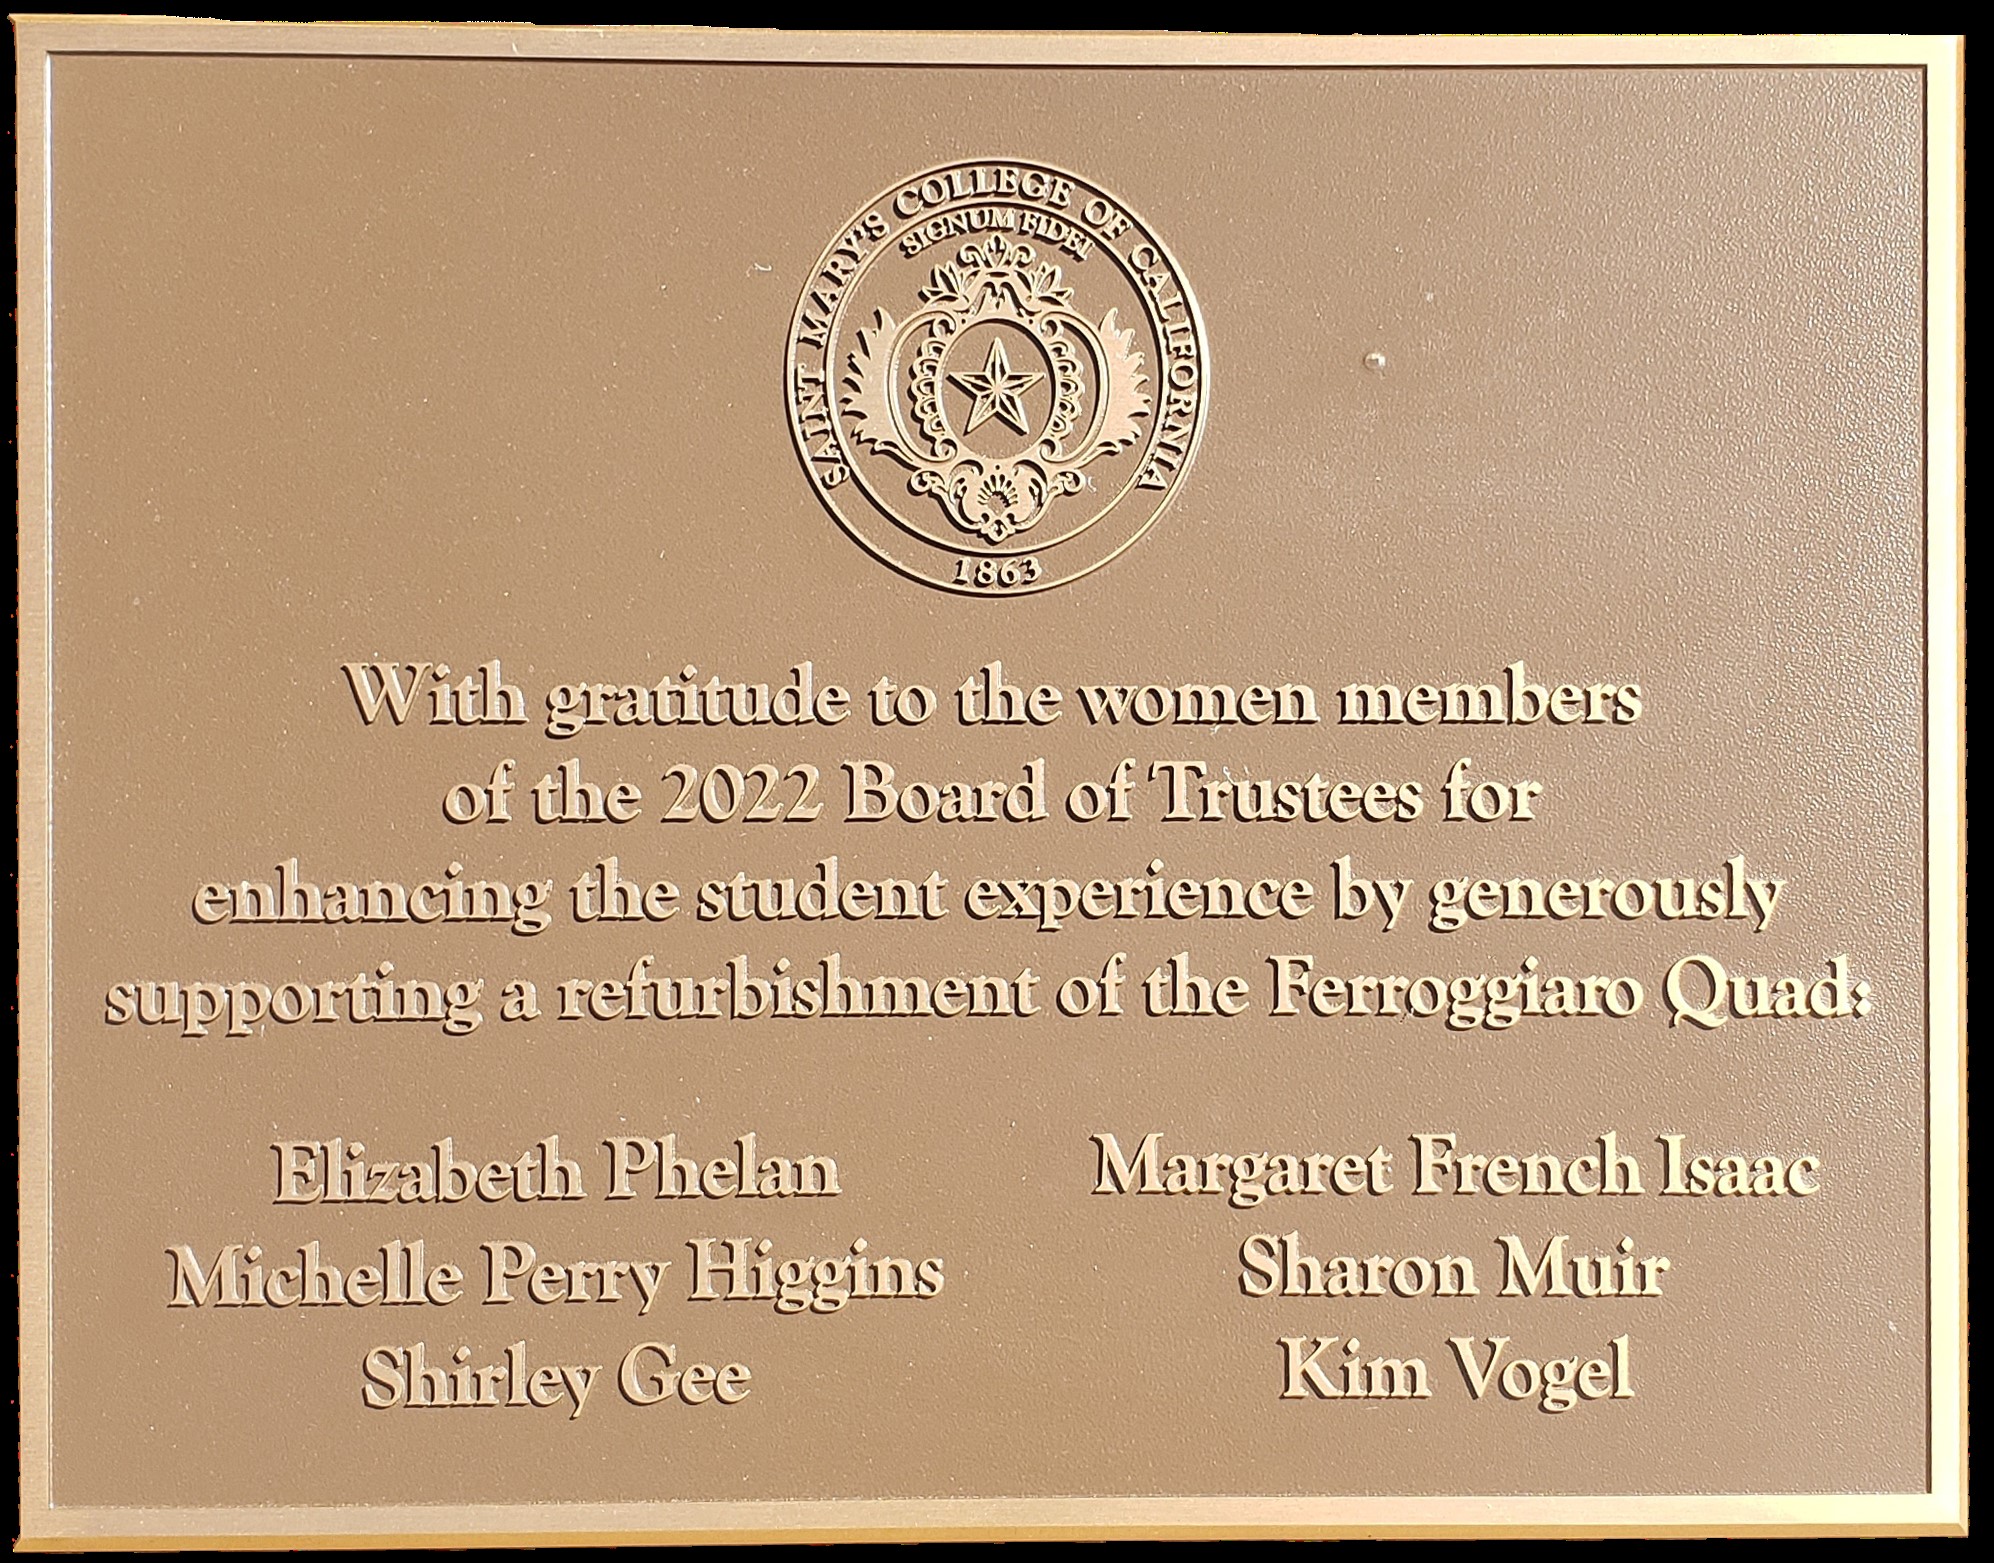 SAINT MARY'S COLLEGE OF CALIFORNIA
SIGNUM FIDEI
1863
With gratitude to the women members
of the 2022 Board of Trustees for
enhancing the student experience by generously
supporting a refurbishment of the Ferroggiaro Quad:
Elizabeth Phelan
Michelle Perry Higgins
Shirley Gee
Margaret French Isaac
Sharon Muir
Kim Vogel